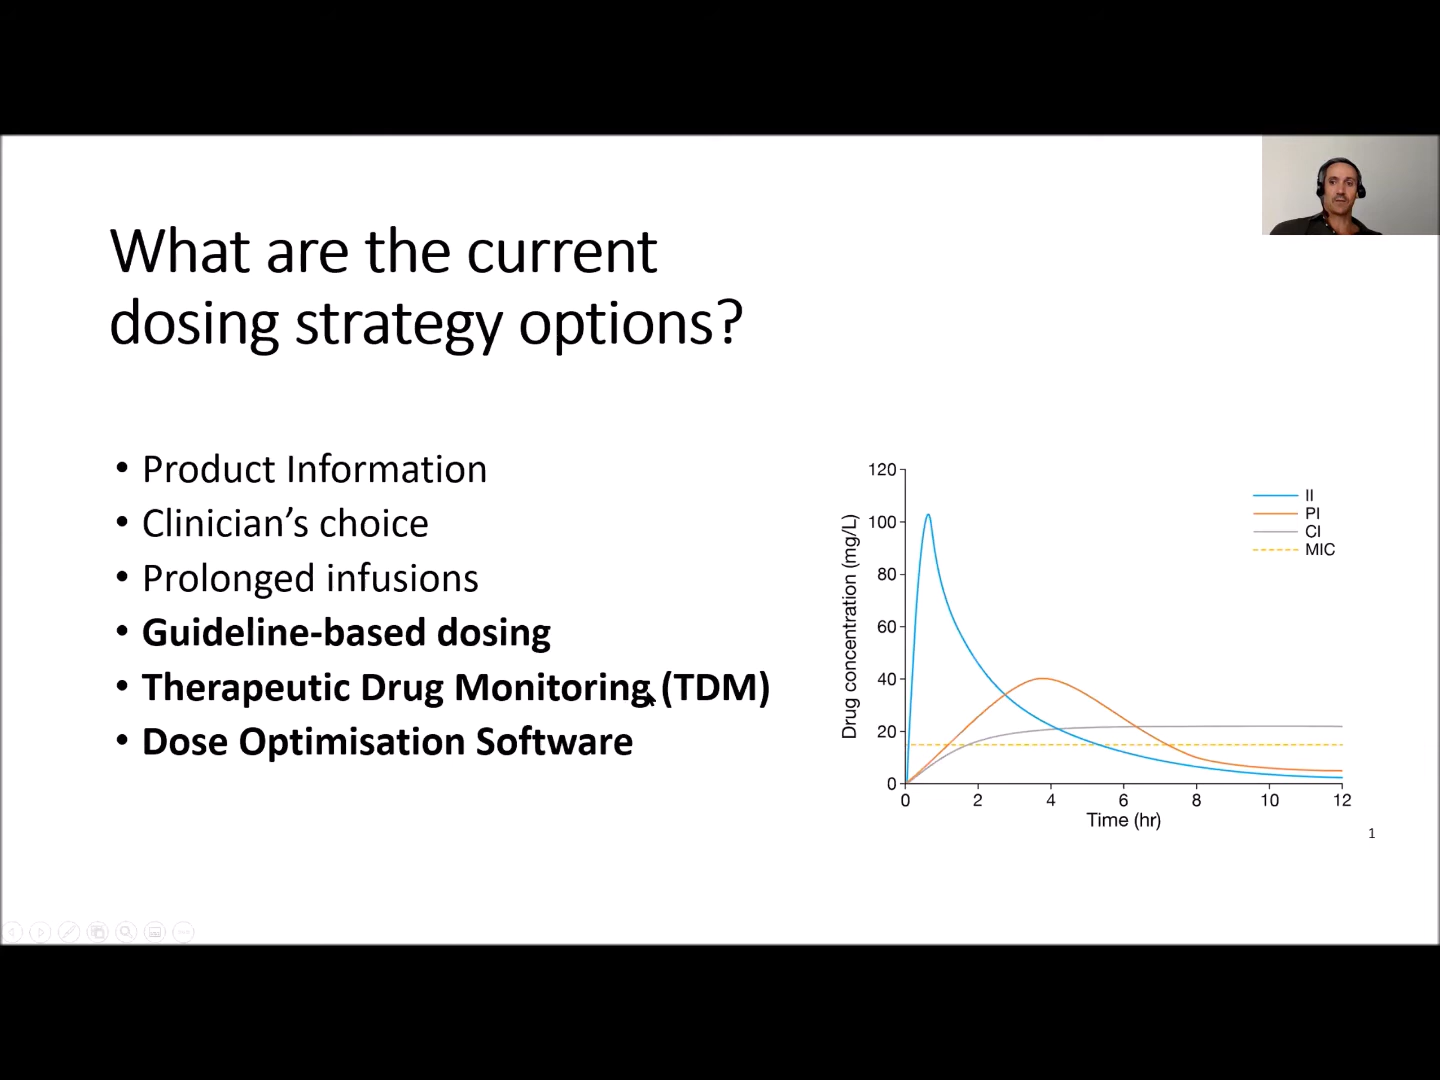 What are the current
dosing strategy options?
• Product Information
• Clinician's choice
• Prolonged infusions
• Guideline-based dosing
• Therapeutic Drug Monitoring (TDM)
• Dose Optimisation Software
Drug concentration (mg/L)
120
100
80
60
40
20
0
0 2 4 6 8 10 12
Time (hr)
II
PI
CI
MIC
1